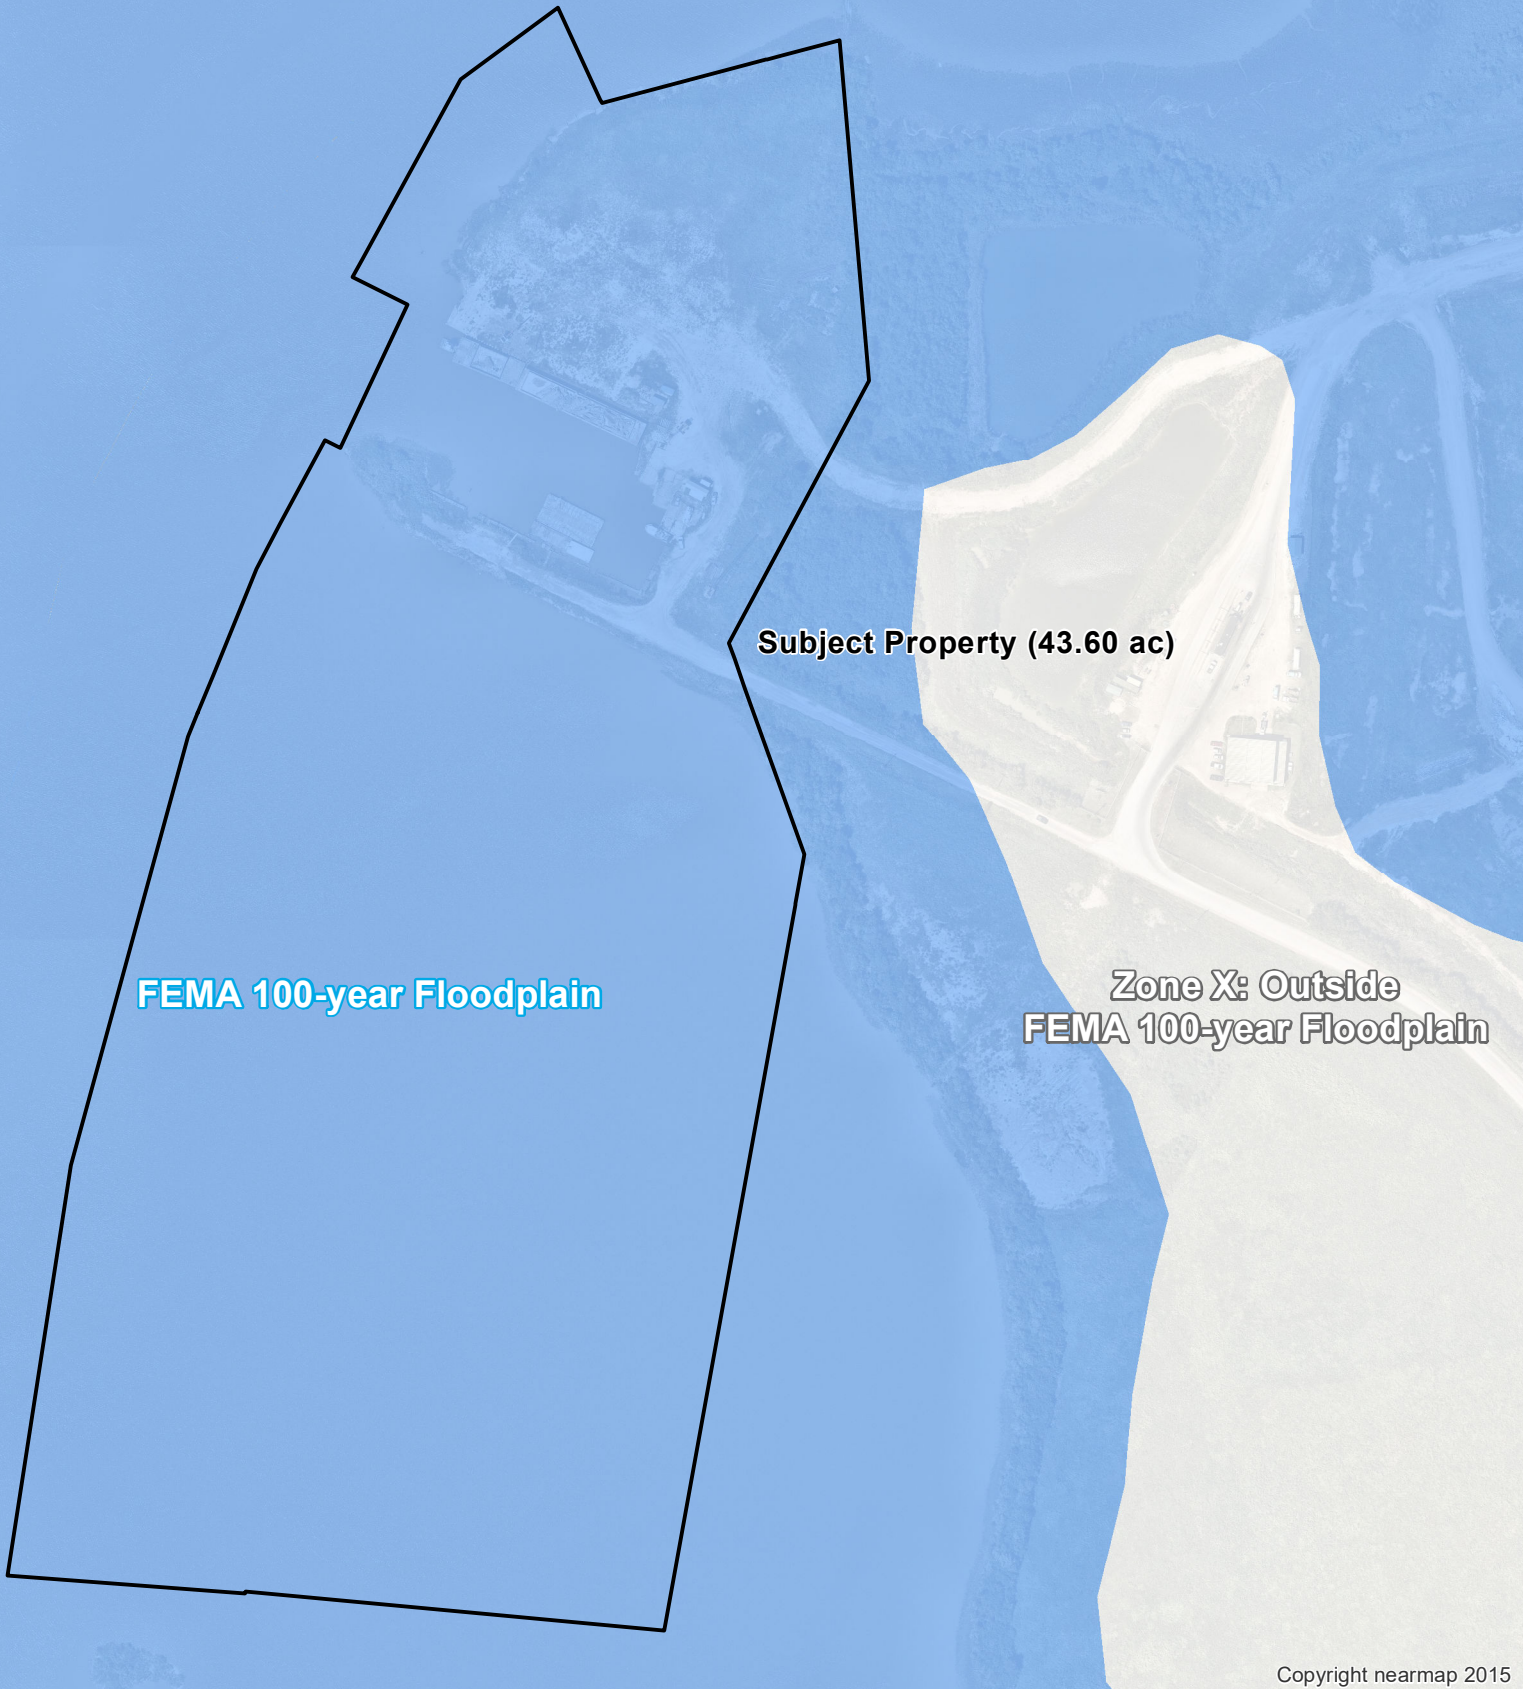 Subject Property (43.60 ac)
FEMA 100-year Floodplain
Zone X: Outside
FEMA 100-year Floodplain
Copyright nearmap 2015